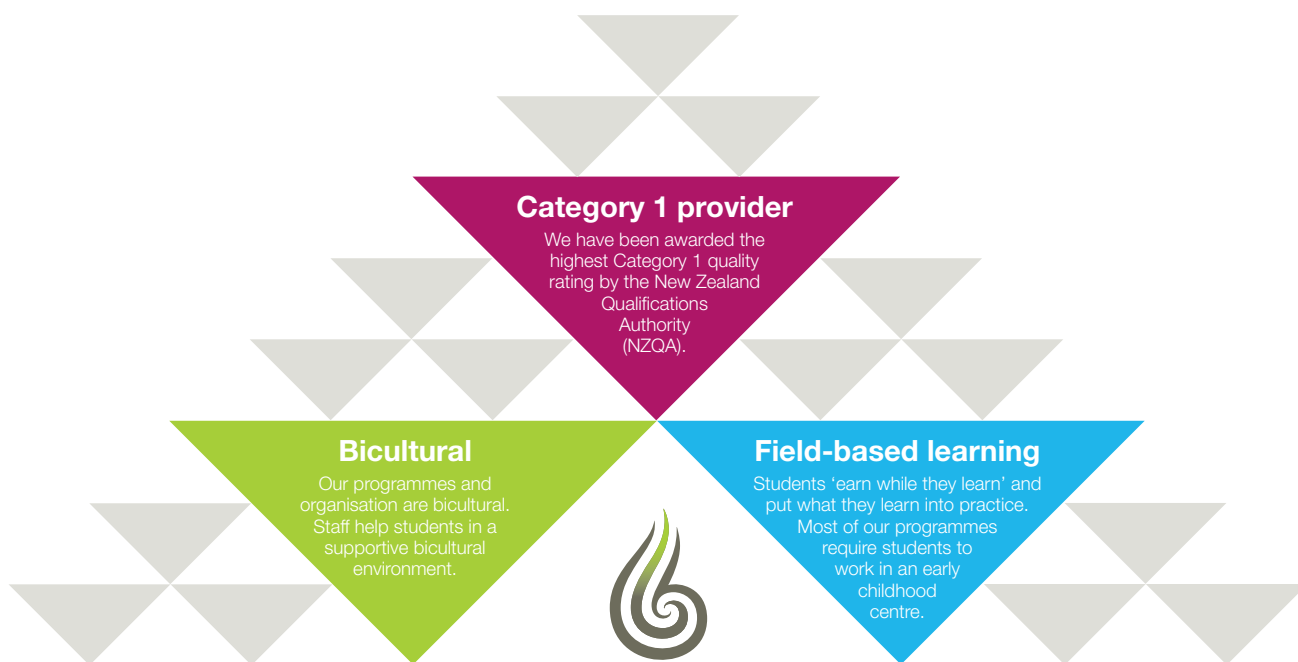 Category 1 provider
We have been awarded the
highest Category 1 quality
rating by the New Zealand
Qualifications
Authority
(NZQA).
Bicultural
Our programmes and
organisation are bicultural.
Staff help students in a
supportive bicultural
environment.
Field-based learning
Students ‘earn while they learn’ and
put what they learn into practice.
Most of our programmes
require students to
work in an early
childhood
centre.